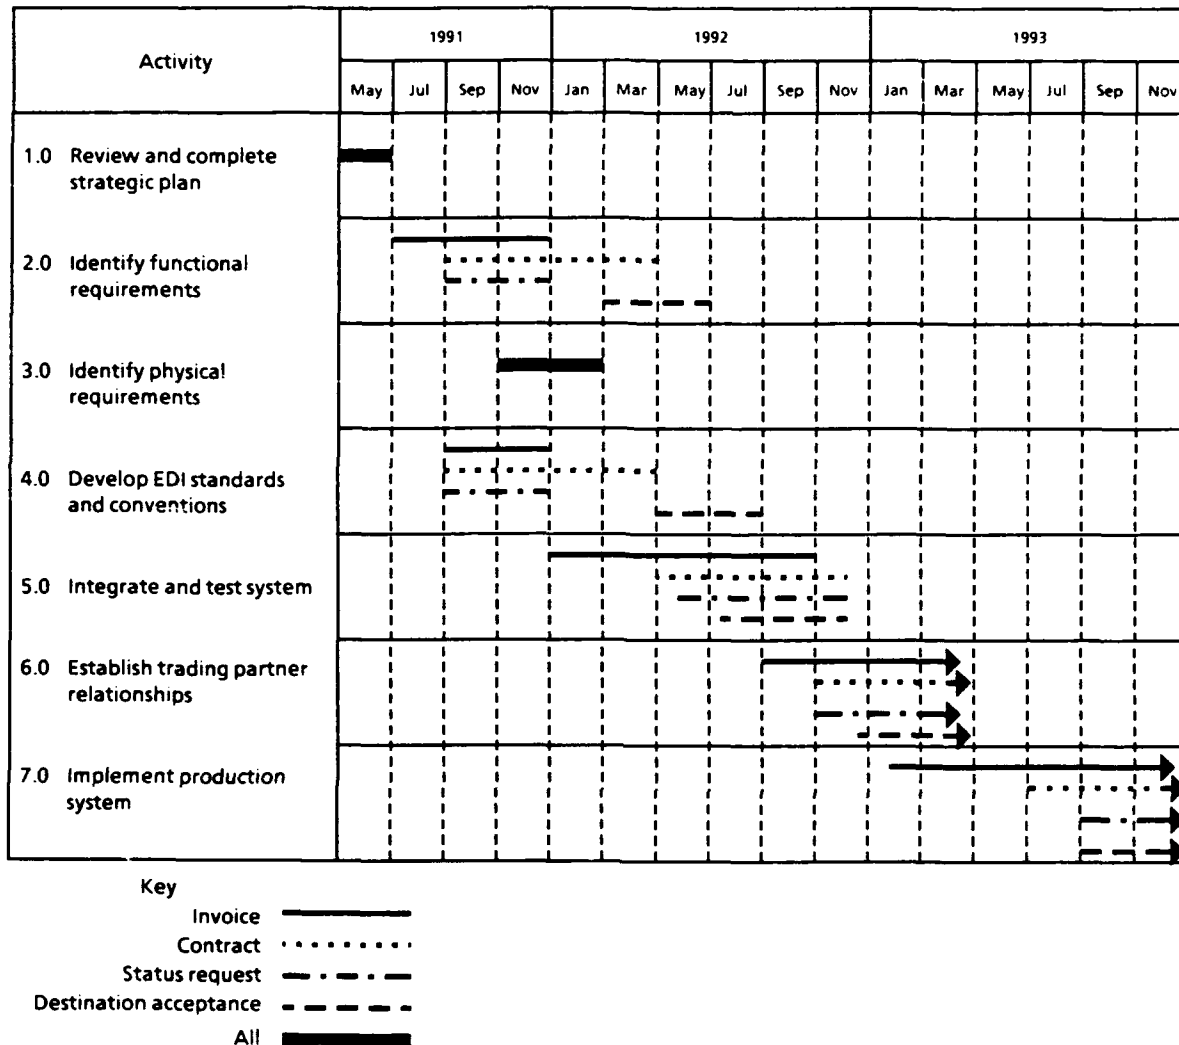 Activity
1991
1992
1993
May Jul Sep Nov Jan Mar May Jul Sep Nov Jan Mar May Jul Sep Nov
1.0 Review and complete
strategic plan
2.0 Identify functional
requirements
3.0 Identify physical
requirements
4.0 Develop EDI standards
and conventions
5.0 Integrate and test system
6.0 Establish trading partner
relationships
7.0 Implement production
system
Key
Invoice
Contract
Status request
Destination acceptance
All